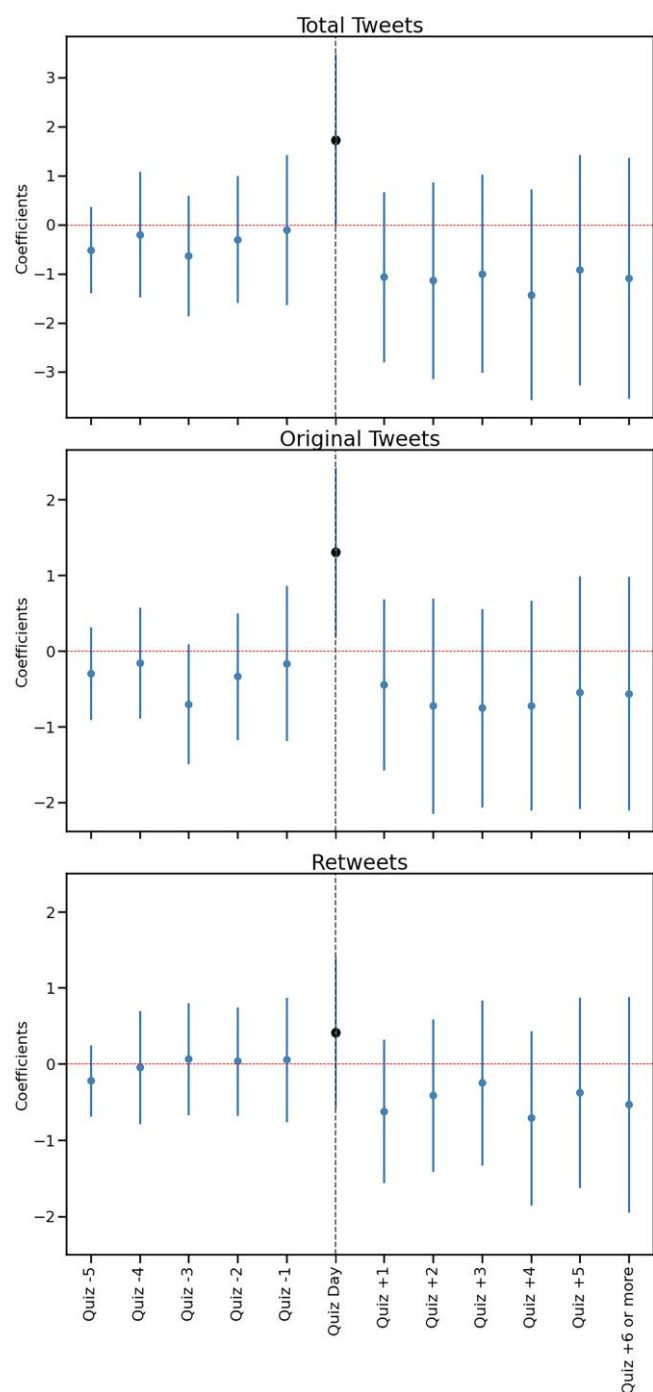 Total Tweets
3
2
1
0
−1
−2
−3
Coefficients
Original Tweets
2
1
0
−1
−2
Coefficients
Retweets
2
1
0
−1
−2
Coefficients
Quiz -5
Quiz -4
Quiz -3
Quiz -2
Quiz -1
Quiz Day
Quiz +1
Quiz +2
Quiz +3
Quiz +4
Quiz +5
Quiz +6 or more